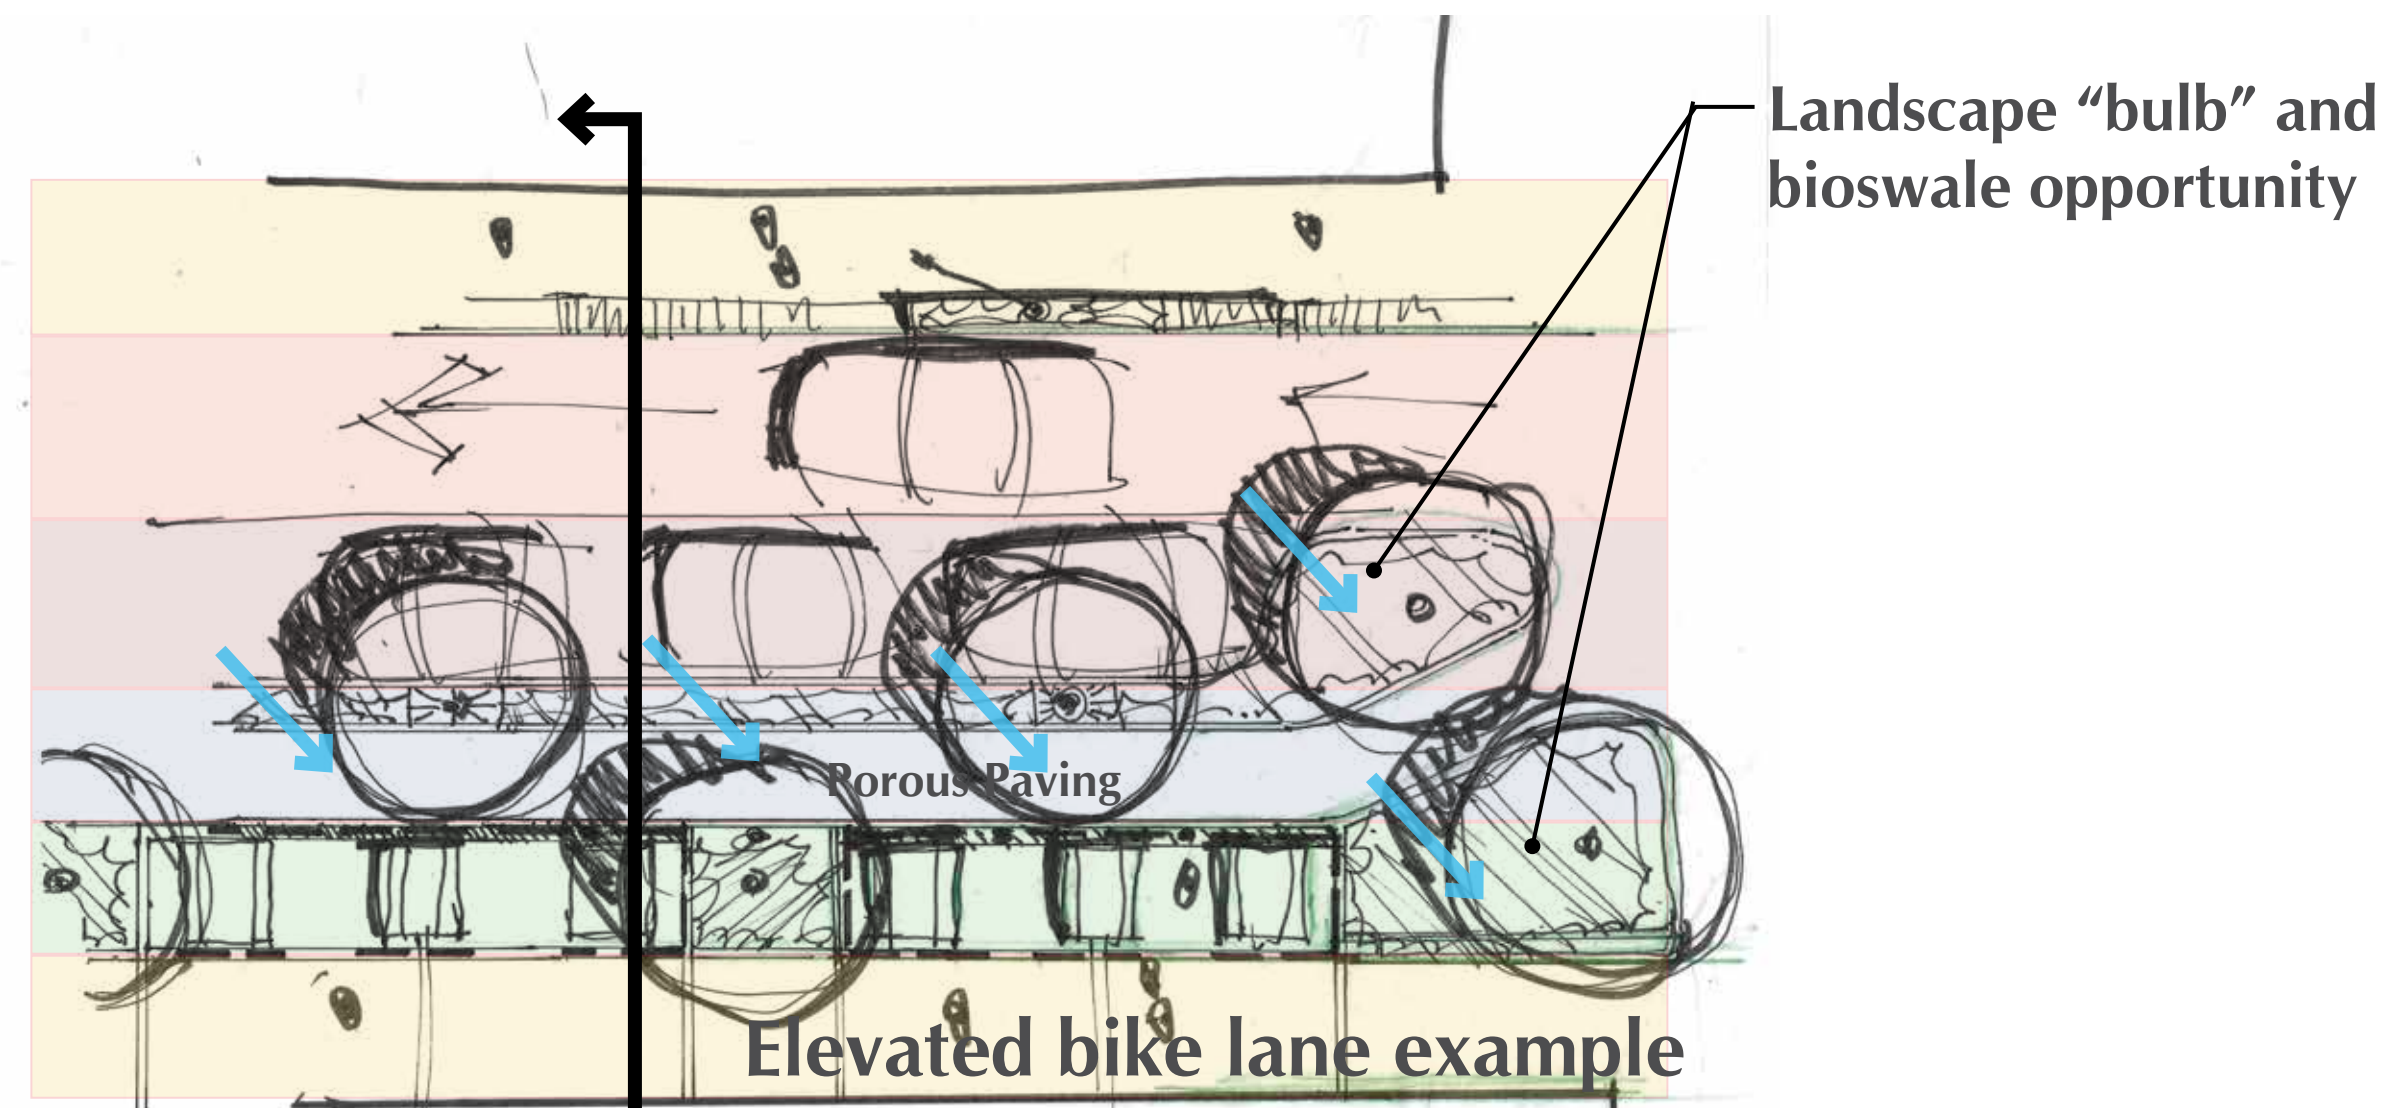 Landscape “bulb” and
bioswale opportunity
Porous Paving
Elevated bike lane example